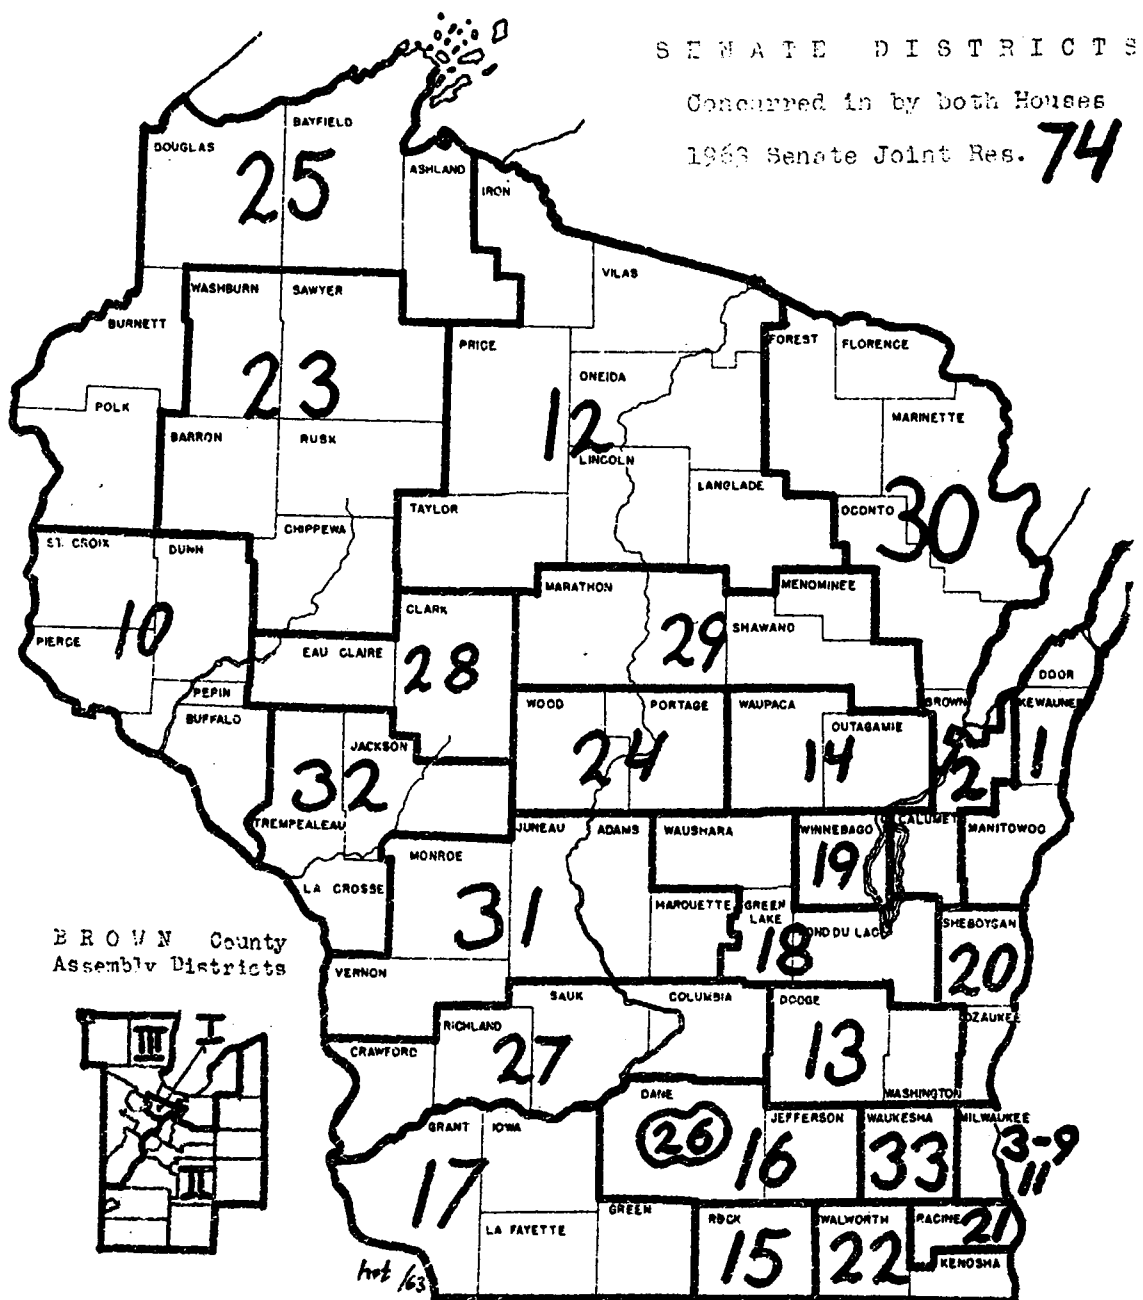 SENATE DISTRICTS
Concurred in by both Houses
1963 Senate Joint Res. 74
BAYFIELD
DOUGLAS
25
ASHLAND
IRON
VILAS
WASHBURN
SAWYER
BURNETT
PRICE
FOREST
FLORENCE
23
ONEIDA
POLK
12
MARINETTE
BARRON
RUSK
LINCOLN
LANGLADE
TAYLOR
OCONTO
30
CHIPPEWA
ST. CROIX
DUNN
MARATHON
MENOMINEE
CLARK
10
29
SHAWANO
PIERCE
EAU CLAIRE
28
DOOR
PEPIN
WOOD
PORTAGE
WAUPACA
BROWN
KEWAUNEE
BUFFALO
OUTAGAMIE
JACKSON
24
14
1
32
2
TREMPEALEAU
JUNEAU
ADAMS
WAUSHARA
WINNEBAGO
CALUMET
MANITOWOC
MONROE
19
LA CROSSE
MARQUETTE
GREEN
LAKE
31
18
FOND DU LAC
SHEBOYGAN
20
BROWN County
Assembly Districts
VERNON
SAUK
COLUMBIA
DODGE
OZAUKEE
RICHLAND
III
I
27
13
CRAWFORD
DANE
WASHINGTON
GRANT
IOWA
JEFFERSON
WAUKESHA
MILWAUKEE
26
16
33
3-9
11
II
17
GREEN
ROCK
WALWORTH
RACINE
21
LA FAYETTE
15
22
KENOSHA
/63